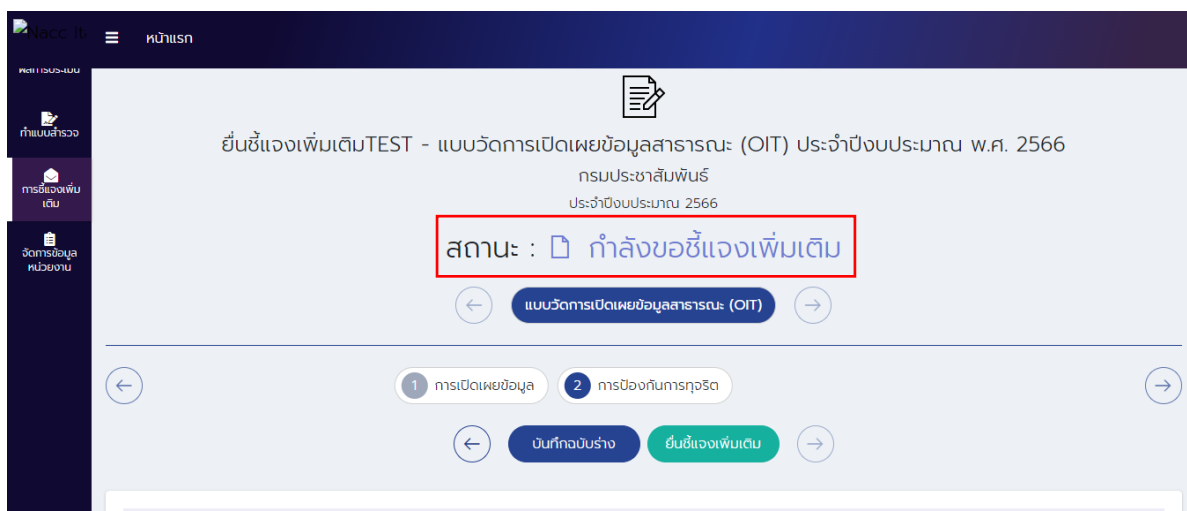 Nacc It
หน้าแรก
ผลการประเมิน
ทำแบบสำรวจ
การชี้แจงเพิ่ม
เติม
จัดการข้อมูล
หน่วยงาน
ยื่นชี้แจงเพิ่มเติมTEST - แบบวัดการเปิดเผยข้อมูลสาธารณะ (OIT) ประจำปีงบประมาณ พ.ศ. 2566
กรมประชาสัมพันธ์
ประจำปีงบประมาณ 2566
สถานะ : กำลังขอชี้แจงเพิ่มเติม
แบบวัดการเปิดเผยข้อมูลสาธารณะ (OIT)
1 การเปิดเผยข้อมูล 2 การป้องกันการทุจริต
บันทึกฉบับร่าง ยื่นชี้แจงเพิ่มเติม